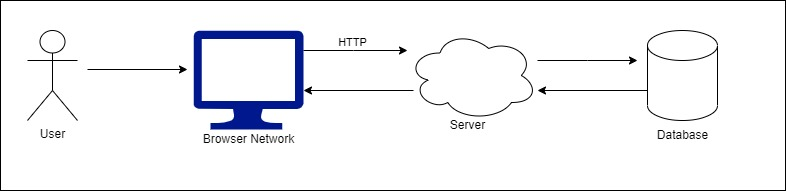 HTTP
User
Browser Network
Server
Database